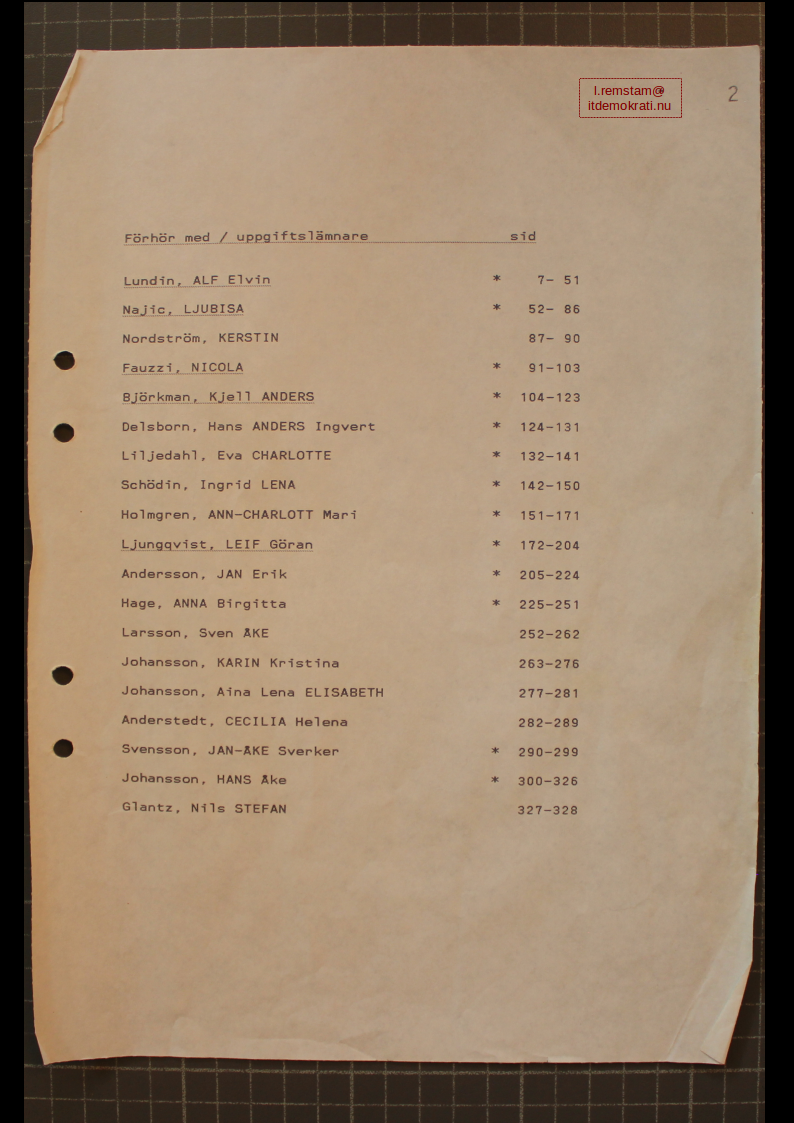 l.remstam@
itdemokrati.nu
2
Förhör med / uppgiftslämnare sid
Lundin, ALF Elvin * 7- 51
Najic, LJUBISA * 52- 86
Nordström, KERSTIN 87- 90
Fauzzi, NICOLA * 91-103
Björkman, Kjell ANDERS * 104-123
Delsborn, Hans ANDERS Ingvert * 124-131
Liljedahl, Eva CHARLOTTE * 132-141
Schödin, Ingrid LENA * 142-150
Holmgren, ANN-CHARLOTT Mari * 151-171
Ljungqvist, LEIF Göran * 172-204
Andersson, JAN Erik * 205-224
Hage, ANNA Birgitta * 225-251
Larsson, Sven ÅKE 252-262
Johansson, KARIN Kristina 263-276
Johansson, Aina Lena ELISABETH 277-281
Anderstedt, CECILIA Helena 282-289
Svensson, JAN-ÅKE Sverker * 290-299
Johansson, HANS Åke * 300-326
Glantz, Nils STEFAN 327-328